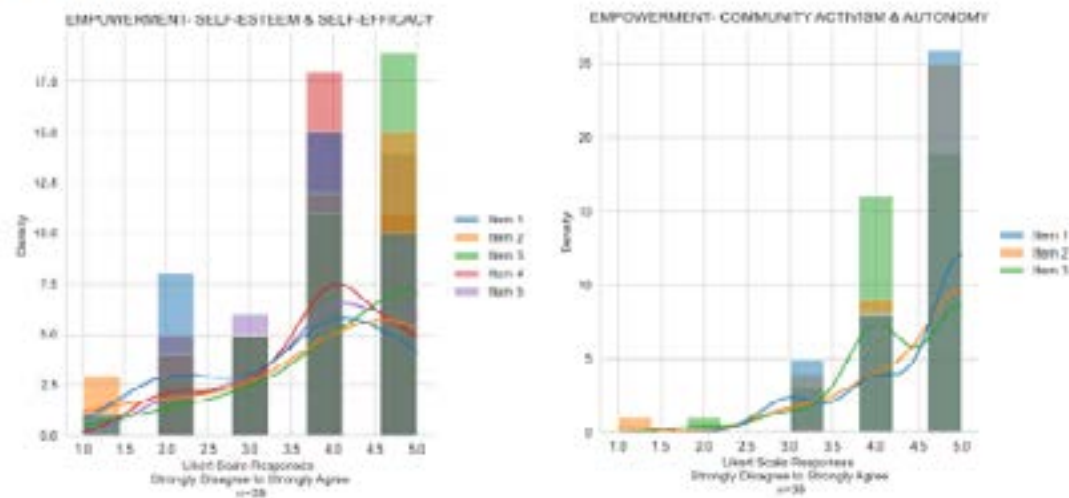 EMPOWERMENT- SELF-ESTEEM & SELF-EFFICACY
17.5
15.0
12.5
10.0
7.5
5.0
2.5
0.0
Density
1.0 1.5 2.0 2.5 3.0 3.5 4.0 4.5 5.0
Likert Scale Responses
Strongly Disagree to Strongly Agree
Item 1
Item 2
Item 3
Item 4
Item 5
EMPOWERMENT- COMMUNITY ACTIVISM & AUTONOMY
25
20
15
10
5
0
Density
1.0 1.5 2.0 2.5 3.0 3.5 4.0 4.5 5.0
Likert Scale Responses
Strongly Disagree to Strongly Agree
Item 1
Item 2
Item 3